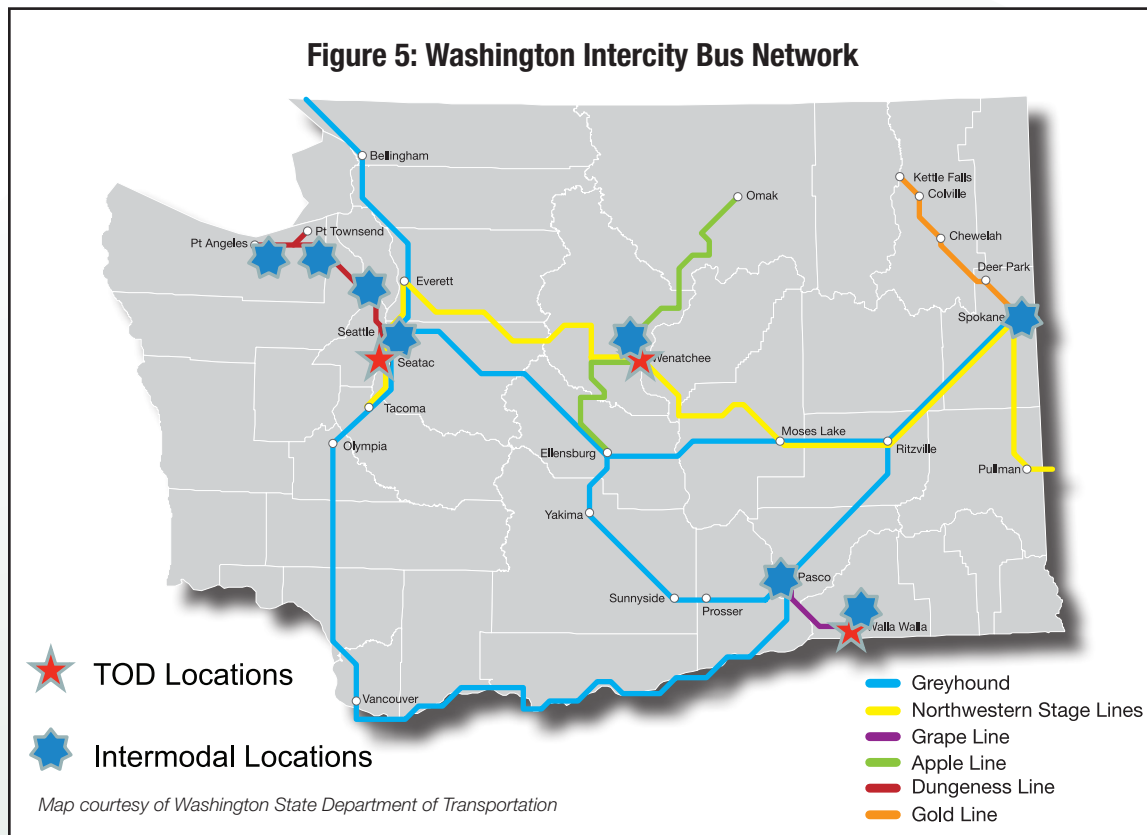 Figure 5: Washington Intercity Bus Network
Bellingham
Kettle Falls
Colville
Omak
Pt Townsend
Pt Angeles
Chewelah
Deer Park
Everett
Spokane
Seattle
Seatac
Wenatchee
Tacoma
Olympia
Moses Lake
Ellensburg
Ritzville
Pullman
Yakima
Pasco
Sunnyside
Prosser
Walla Walla
Vancouver
TOD Locations
Intermodal Locations
Greyhound
Northwestern Stage Lines
Grape Line
Apple Line
Dungeness Line
Gold Line
Map courtesy of Washington State Department of Transportation